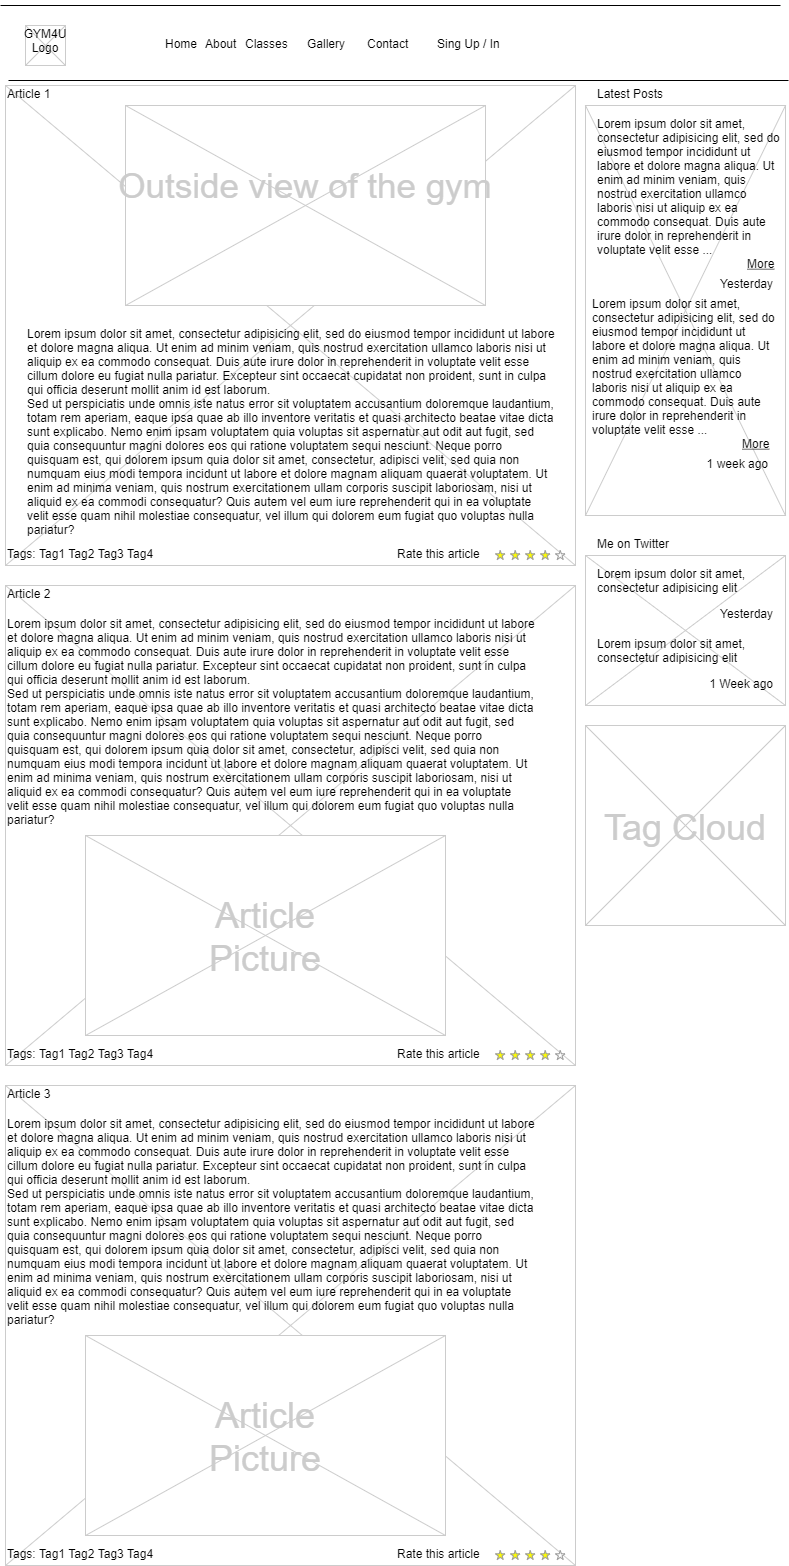 GYM4U
Logo
Home About Classes Gallery Contact Sing Up / In
Article 1
Outside view of the gym
Lorem ipsum dolor sit amet, consectetur adipisicing elit, sed do eiusmod tempor incididunt ut labore
et dolore magna aliqua. Ut enim ad minim veniam, quis nostrud exercitation ullamco laboris nisi ut
aliquip ex ea commodo consequat. Duis aute irure dolor in reprehenderit in voluptate velit esse
cillum dolore eu fugiat nulla pariatur. Excepteur sint occaecat cupidatat non proident, sunt in culpa
qui officia deserunt mollit anim id est laborum.
Sed ut perspiciatis unde omnis iste natus error sit voluptatem accusantium doloremque laudantium,
totam rem aperiam, eaque ipsa quae ab illo inventore veritatis et quasi architecto beatae vitae dicta
sunt explicabo. Nemo enim ipsam voluptatem quia voluptas sit aspernatur aut odit aut fugit, sed
quia consequuntur magni dolores eos qui ratione voluptatem sequi nesciunt. Neque porro
quisquam est, qui dolorem ipsum quia dolor sit amet, consectetur, adipisci velit, sed quia non
numquam eius modi tempora incidunt ut labore et dolore magnam aliquam quaerat voluptatem. Ut
enim ad minima veniam, quis nostrum exercitationem ullam corporis suscipit laboriosam, nisi ut
aliquid ex ea commodi consequatur? Quis autem vel eum iure reprehenderit qui in ea voluptate
velit esse quam nihil molestiae consequatur, vel illum qui dolorem eum fugiat quo voluptas nulla
pariatur?
Tags: Tag1 Tag2 Tag3 Tag4
Rate this article
Article 2
Lorem ipsum dolor sit amet, consectetur adipisicing elit, sed do eiusmod tempor incididunt ut labore
et dolore magna aliqua. Ut enim ad minim veniam, quis nostrud exercitation ullamco laboris nisi ut
aliquip ex ea commodo consequat. Duis aute irure dolor in reprehenderit in voluptate velit esse
cillum dolore eu fugiat nulla pariatur. Excepteur sint occaecat cupidatat non proident, sunt in culpa
qui officia deserunt mollit anim id est laborum.
Sed ut perspiciatis unde omnis iste natus error sit voluptatem accusantium doloremque laudantium,
totam rem aperiam, eaque ipsa quae ab illo inventore veritatis et quasi architecto beatae vitae dicta
sunt explicabo. Nemo enim ipsam voluptatem quia voluptas sit aspernatur aut odit aut fugit, sed
quia consequuntur magni dolores eos qui ratione voluptatem sequi nesciunt. Neque porro
quisquam est, qui dolorem ipsum quia dolor sit amet, consectetur, adipisci velit, sed quia non
numquam eius modi tempora incidunt ut labore et dolore magnam aliquam quaerat voluptatem. Ut
enim ad minima veniam, quis nostrum exercitationem ullam corporis suscipit laboriosam, nisi ut
aliquid ex ea commodi consequatur? Quis autem vel eum iure reprehenderit qui in ea voluptate
velit esse quam nihil molestiae consequatur, vel illum qui dolorem eum fugiat quo voluptas nulla
pariatur?
Article
Picture
Tags: Tag1 Tag2 Tag3 Tag4
Rate this article
Article 3
Lorem ipsum dolor sit amet, consectetur adipisicing elit, sed do eiusmod tempor incididunt ut labore
et dolore magna aliqua. Ut enim ad minim veniam, quis nostrud exercitation ullamco laboris nisi ut
aliquip ex ea commodo consequat. Duis aute irure dolor in reprehenderit in voluptate velit esse
cillum dolore eu fugiat nulla pariatur. Excepteur sint occaecat cupidatat non proident, sunt in culpa
qui officia deserunt mollit anim id est laborum.
Sed ut perspiciatis unde omnis iste natus error sit voluptatem accusantium doloremque laudantium,
totam rem aperiam, eaque ipsa quae ab illo inventore veritatis et quasi architecto beatae vitae dicta
sunt explicabo. Nemo enim ipsam voluptatem quia voluptas sit aspernatur aut odit aut fugit, sed
quia consequuntur magni dolores eos qui ratione voluptatem sequi nesciunt. Neque porro
quisquam est, qui dolorem ipsum quia dolor sit amet, consectetur, adipisci velit, sed quia non
numquam eius modi tempora incidunt ut labore et dolore magnam aliquam quaerat voluptatem. Ut
enim ad minima veniam, quis nostrum exercitationem ullam corporis suscipit laboriosam, nisi ut
aliquid ex ea commodi consequatur? Quis autem vel eum iure reprehenderit qui in ea voluptate
velit esse quam nihil molestiae consequatur, vel illum qui dolorem eum fugiat quo voluptas nulla
pariatur?
Article
Picture
Tags: Tag1 Tag2 Tag3 Tag4
Rate this article
Latest Posts
Lorem ipsum dolor sit amet,
consectetur adipisicing elit, sed do
eiusmod tempor incididunt ut
labore et dolore magna aliqua. Ut
enim ad minim veniam, quis
nostrud exercitation ullamco
laboris nisi ut aliquip ex ea
commodo consequat. Duis aute
irure dolor in reprehenderit in
voluptate velit esse ...
More
Yesterday
Lorem ipsum dolor sit amet,
consectetur adipisicing elit, sed do
eiusmod tempor incididunt ut
labore et dolore magna aliqua. Ut
enim ad minim veniam, quis
nostrud exercitation ullamco
laboris nisi ut aliquip ex ea
commodo consequat. Duis aute
irure dolor in reprehenderit in
voluptate velit esse ...
More
1 week ago
Me on Twitter
Lorem ipsum dolor sit amet,
consectetur adipisicing elit
Yesterday
Lorem ipsum dolor sit amet,
consectetur adipisicing elit
1 Week ago
Tag Cloud